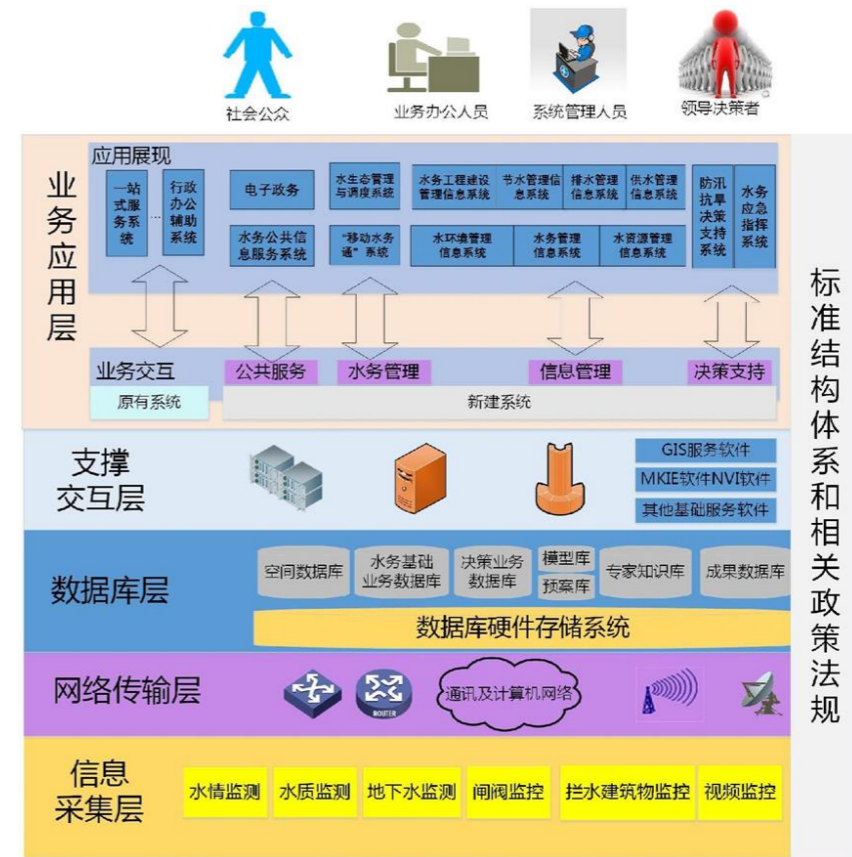 社会公众
业务办公人员
系统管理人员
领导决策者
业务应用层
应用展现
一站
式服
务系
统
...
行政
办公
辅助
系统
电子政务
水务公共信
息服务系统
水生态管理
与调度系统
“移动水务
通”系统
水务工程建设
管理信息系统
节水管理信
息系统
排水管理
信息系统
供水管理
信息系统
水环境管理
信息系统
水务管理
信息系统
水资源管理
信息系统
防汛
抗旱
决策
支持
系统
水务
应急
指挥
系统
业务交互
公共服务
水务管理
信息管理
决策支持
原有系统
新建系统
支撑
交互层
GIS服务软件
MKIE软件NVI软件
其他基础服务软件
数据库层
空间数据库
水务基础
业务数据库
决策业务
数据库
模型库
预案库
专家知识库
成果数据库
数据库硬件存储系统
网络传输层
ROUTER
通讯及计算机网络
信息
采集层
水情监测
水质监测
地下水监测
闸阀监控
拦水建筑物监控
视频监控
标准结构体系和相关政策法规